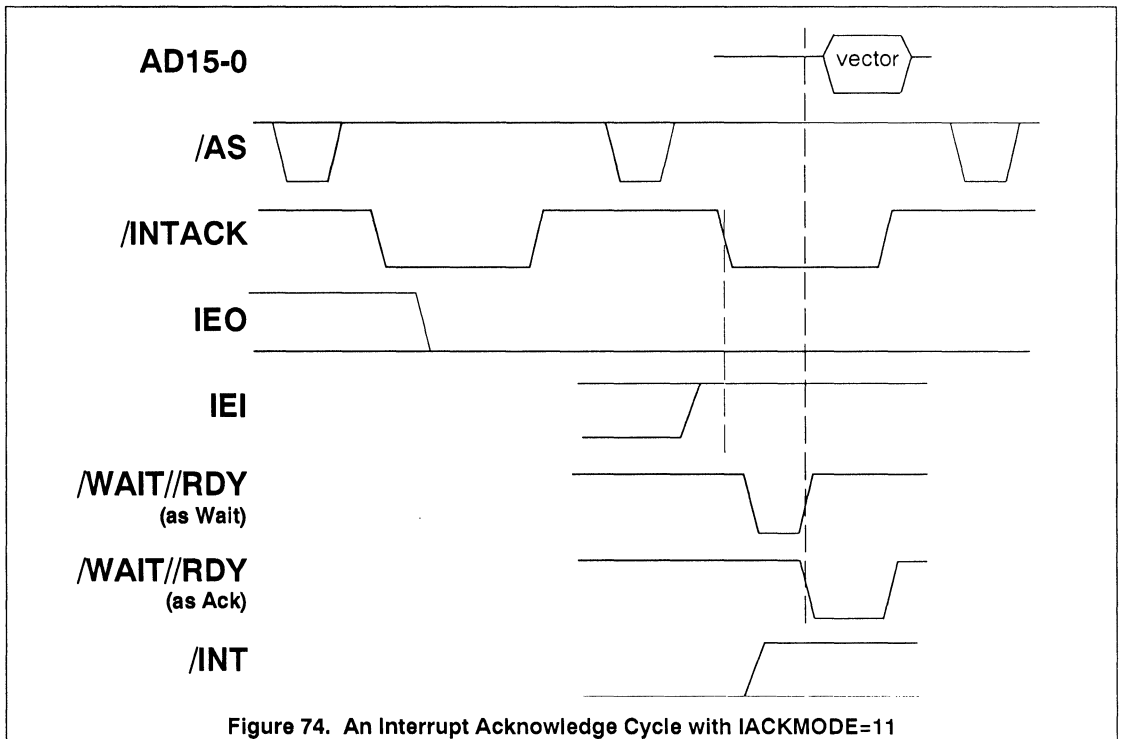 AD15-0
vector
/AS
/INTACK
IEO
IEI
/WAIT//RDY
(as Wait)
/WAIT//RDY
(as Ack)
/INT
Figure 74. An Interrupt Acknowledge Cycle with IACKMODE=11